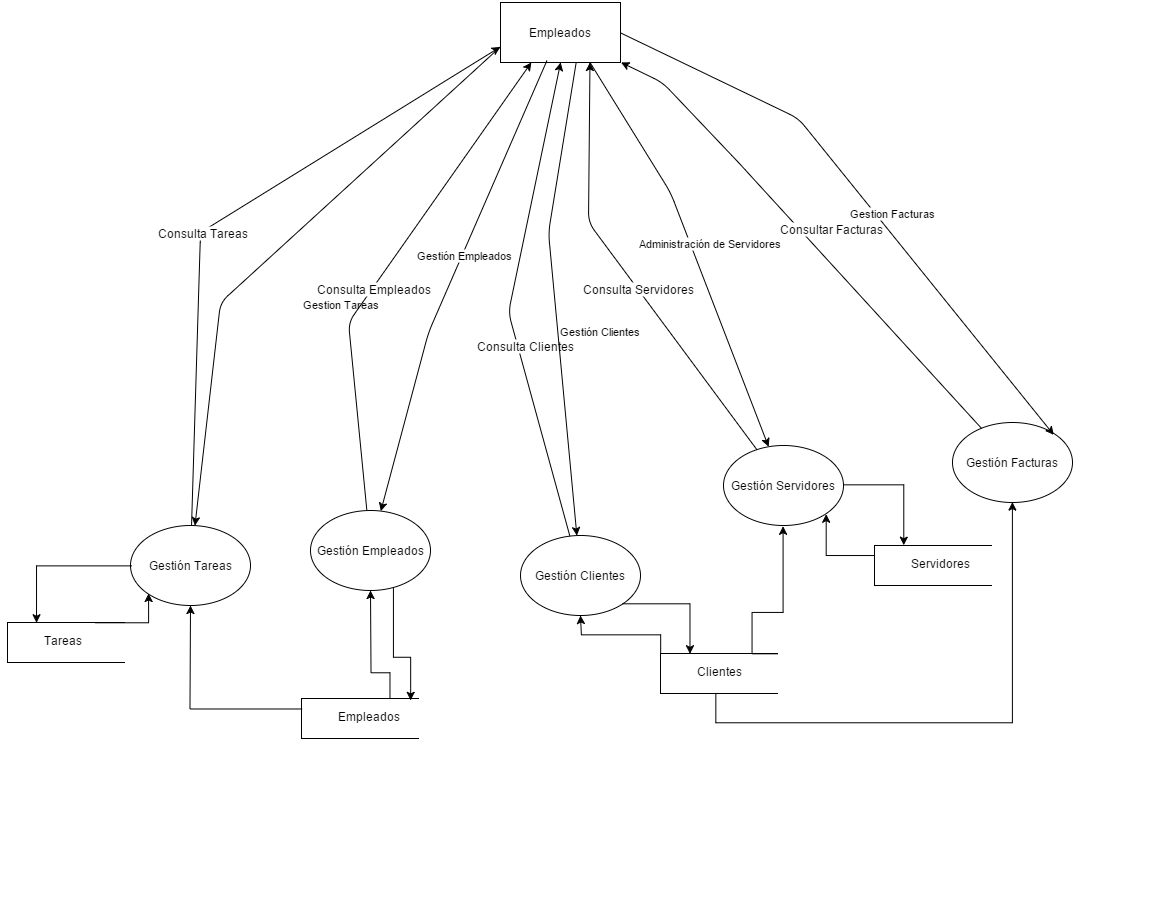 Empleados
Gestion Facturas
Consultar Facturas
Consulta Tareas
Administración de Servidores
Gestión Empleados
Consulta Empleados
Consulta Servidores
Gestion Tareas
Gestión Clientes
Consulta Clientes
Gestión Facturas
Gestión Servidores
Gestión Empleados
Gestión Tareas
Servidores
Gestión Clientes
Tareas
Clientes
Empleados